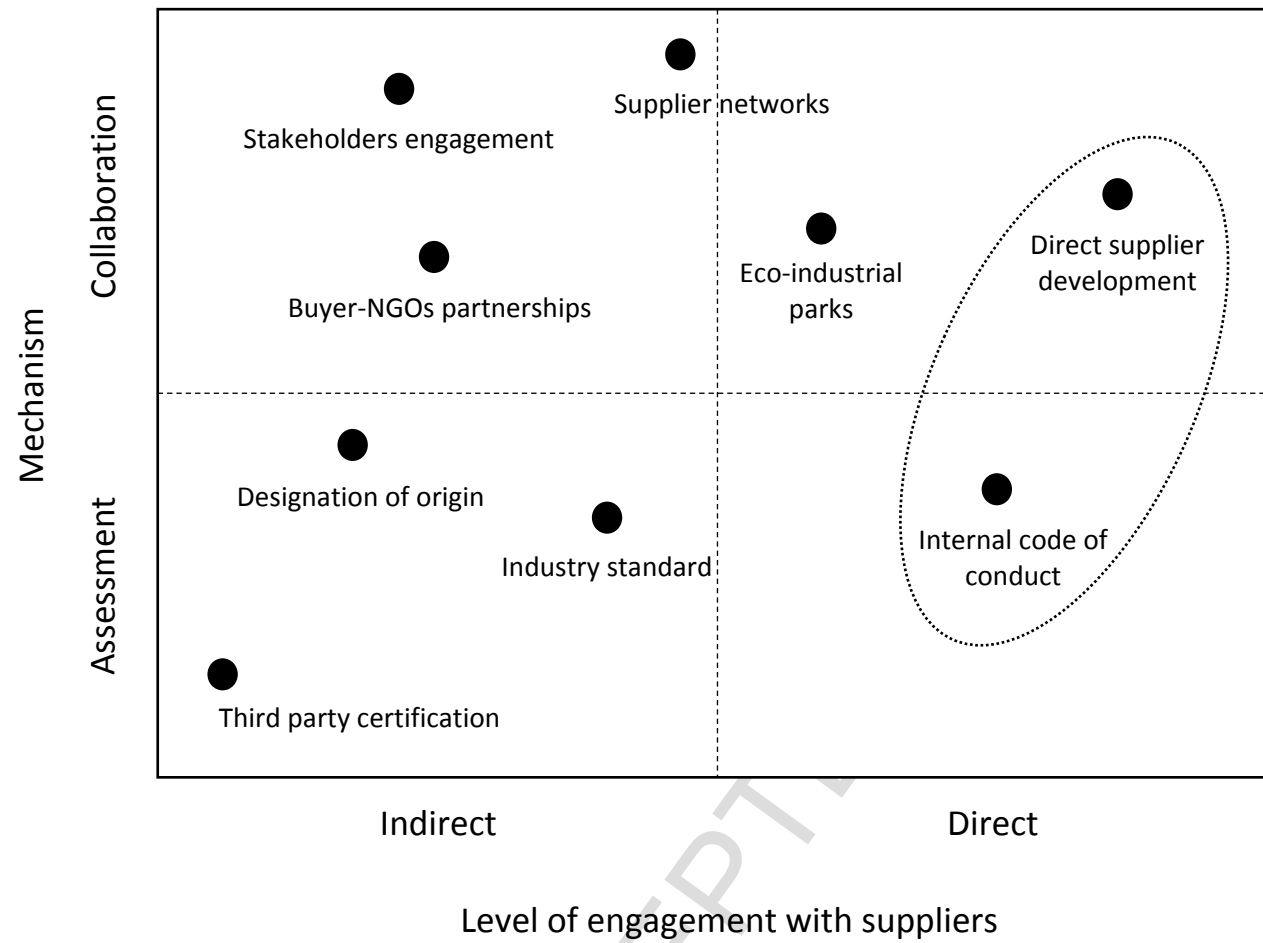 Supplier networks
Stakeholders engagement
Direct supplier
development
Eco-industrial
parks
Buyer-NGOs partnerships
Collaboration
Mechanism
Assessment
Designation of origin
Internal code of
conduct
Industry standard
Third party certification
Indirect
Direct
Level of engagement with suppliers